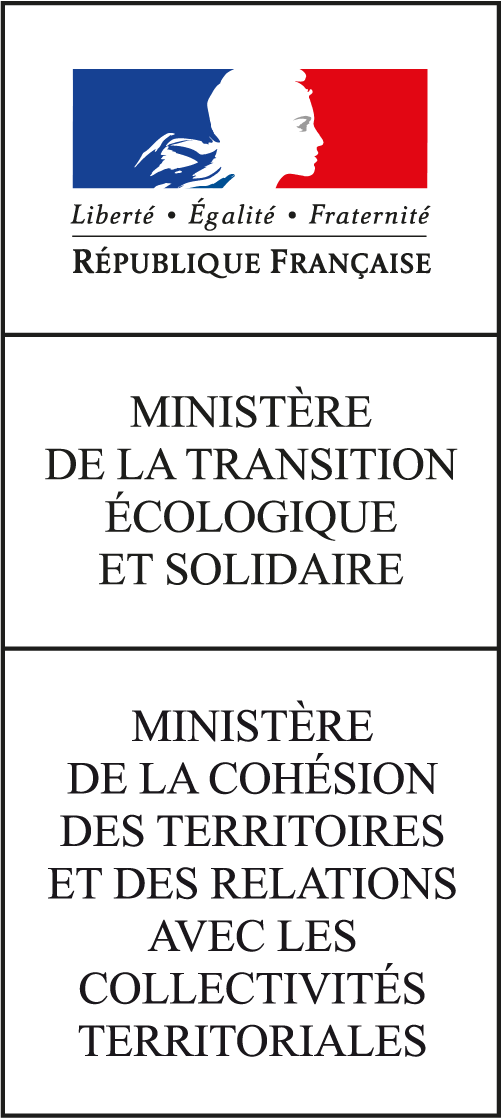 Liberté • Égalité • Fraternité
RÉPUBLIQUE FRANÇAISE
MINISTÈRE
DE LA TRANSITION
ÉCOLOGIQUE
ET SOLIDAIRE
MINISTÈRE
DE LA COHÉSION
DES TERRITOIRES
ET DES RELATIONS
AVEC LES
COLLECTIVITÉS
TERRITORIALES